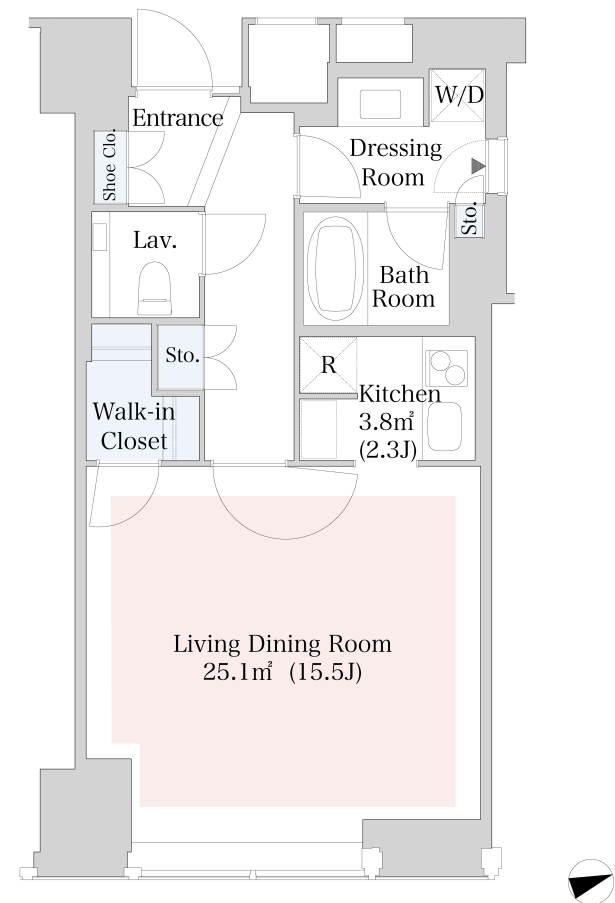 W/D
Entrance
Shoe Clo.
Dressing
Room
Sto.
Lav.
Bath
Room
Sto.
R
Kitchen
3.8㎡
(2.3J)
Walk-in
Closet
Living Dining Room
25.1㎡ (15.5J)